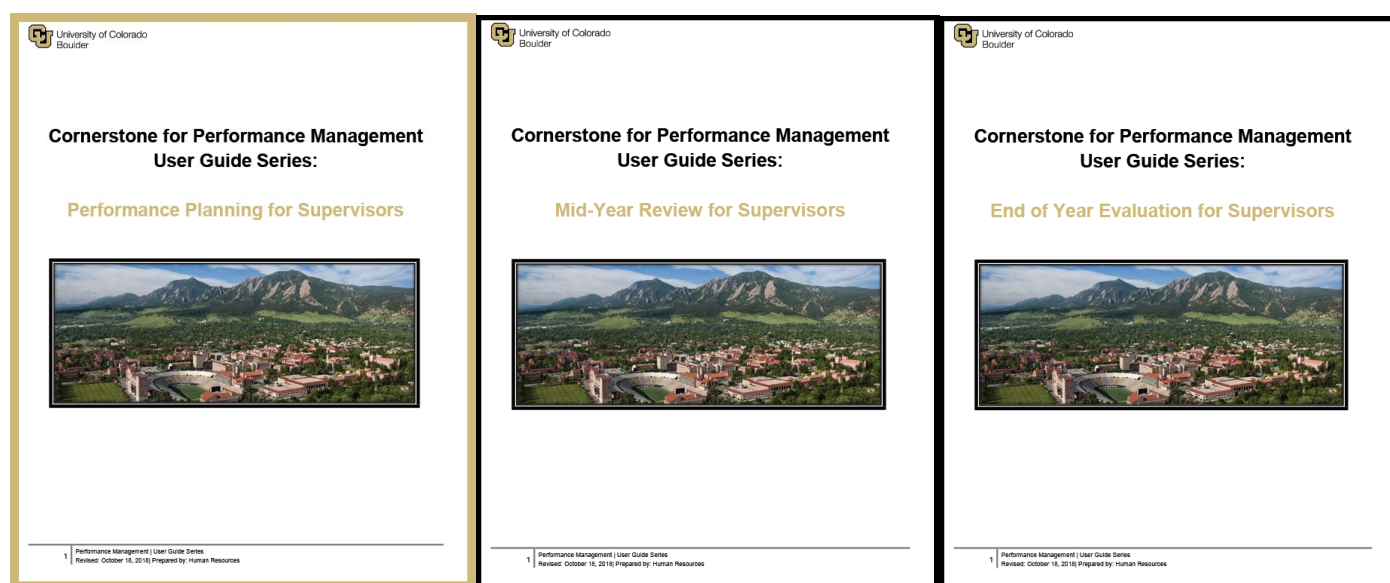 University of Colorado
Boulder
Cornerstone for Performance Management
User Guide Series:
Performance Planning for Supervisors
1
Performance Management | User Guide Series
Revised: October 18, 2018| Prepared by: Human Resources
University of Colorado
Boulder
Cornerstone for Performance Management
User Guide Series:
Mid-Year Review for Supervisors
1
Performance Management | User Guide Series
Revised: October 18, 2018| Prepared by: Human Resources
University of Colorado
Boulder
Cornerstone for Performance Management
User Guide Series:
End of Year Evaluation for Supervisors
1
Performance Management | User Guide Series
Revised: October 18, 2018| Prepared by: Human Resources